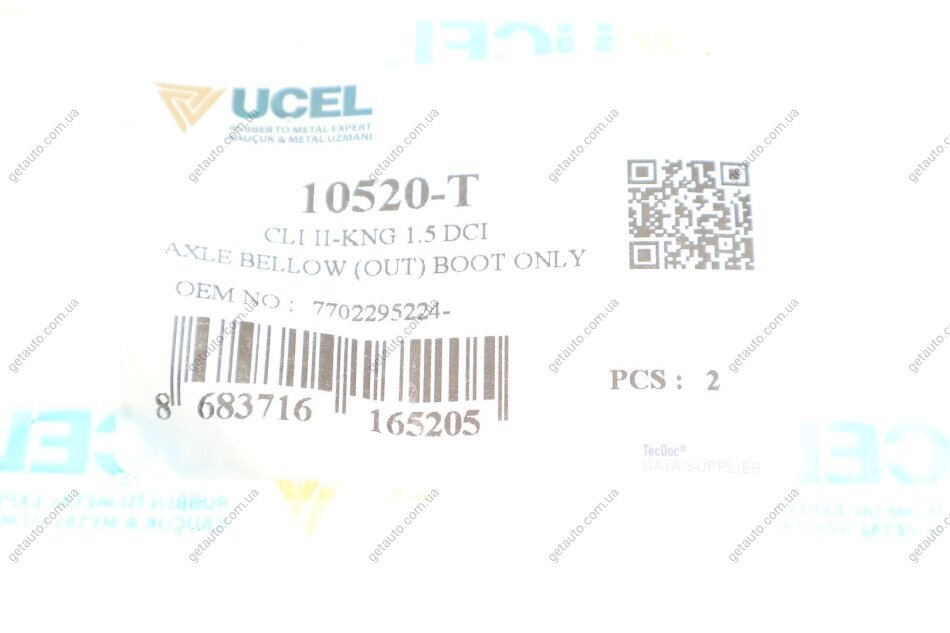 UCEL
RUBBER TO METAL EXPERT
KAUÇUK & METAL UZMANI
10520-T
CLI II-KNG 1.5 DCI
AXLE BELLOW (OUT) BOOT ONLY
OEM NO : 7702295224-
8 683716 165205
PCS : 2
TecDoc®
DATA SUPPLIER
getauto.com.ua